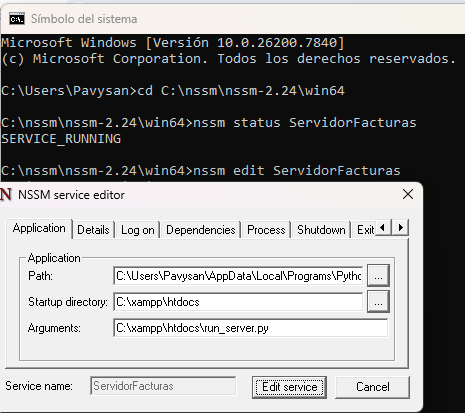 Símbolo del sistema
Microsoft Windows [Versión 10.0.26200.7840]
(c) Microsoft Corporation. Todos los derechos reservados.
C:\Users\Pavysan>cd C:\nssm\nssm-2.24\win64
C:\nssm\nssm-2.24\win64>nssm status ServidorFacturas
SERVICE_RUNNING
C:\nssm\nssm-2.24\win64>nssm edit ServidorFacturas
NSSM service editor
Application Details Log on Dependencies Process Shutdown Exit
Application
Path: C:\Users\Pavysan\AppData\Local\Programs\Pytho ...
Startup directory: C:\xampp\htdocs ...
Arguments: C:\xampp\htdocs\run_server.py
Service name: ServidorFacturas Edit service Cancel